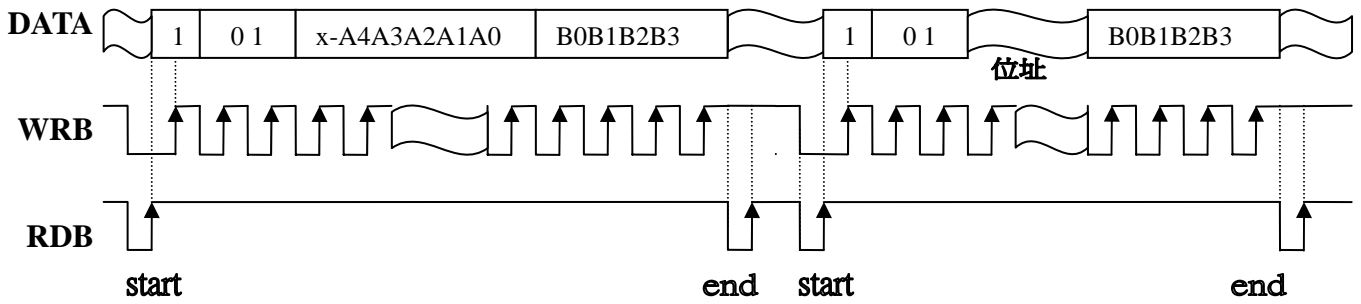 DATA 1 0 1 x-A4A3A2A1A0 B0B1B2B3 1 0 1 B0B1B2B3
位址
WRB
RDB
start end start end